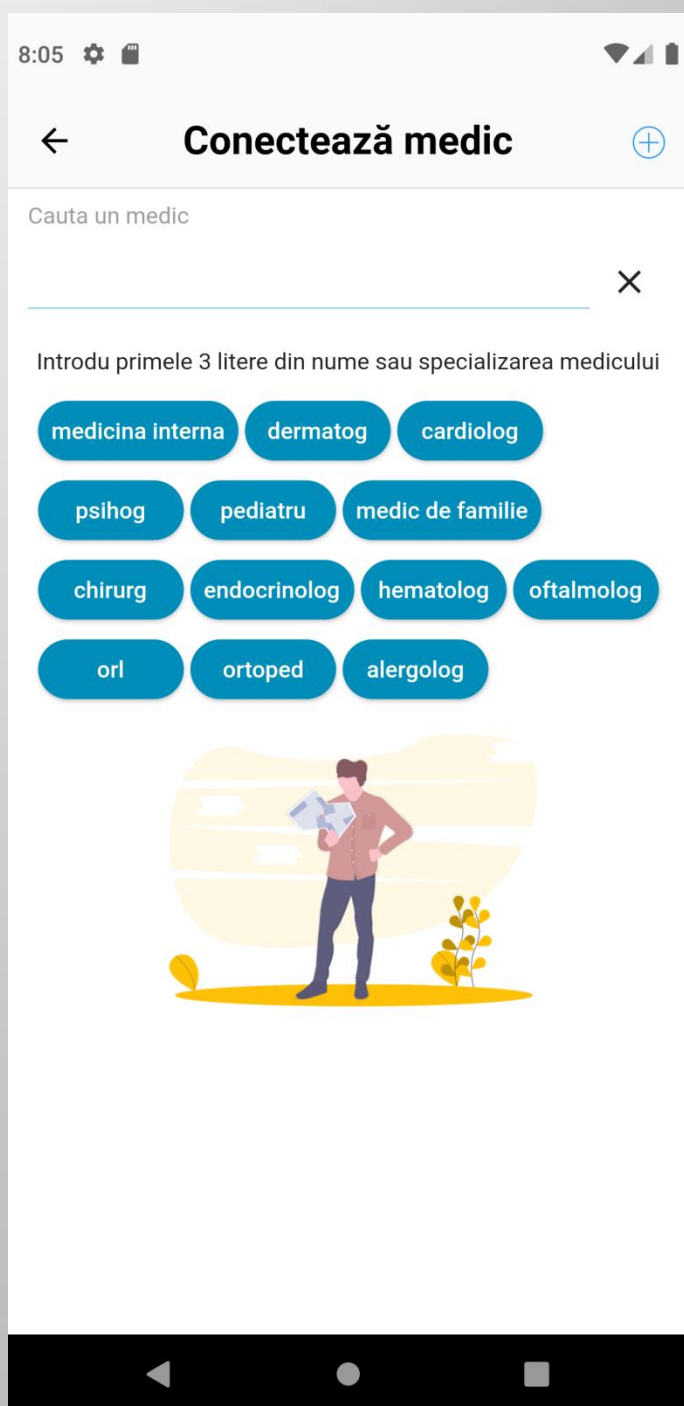 8:05
Conectează medic
Cauta un medic
Introdu primele 3 litere din nume sau specializarea medicului
medicina interna dermatog cardiolog
psihog pediatru medic de familie
chirurg endocrinolog hematolog oftalmolog
orl ortoped alergolog